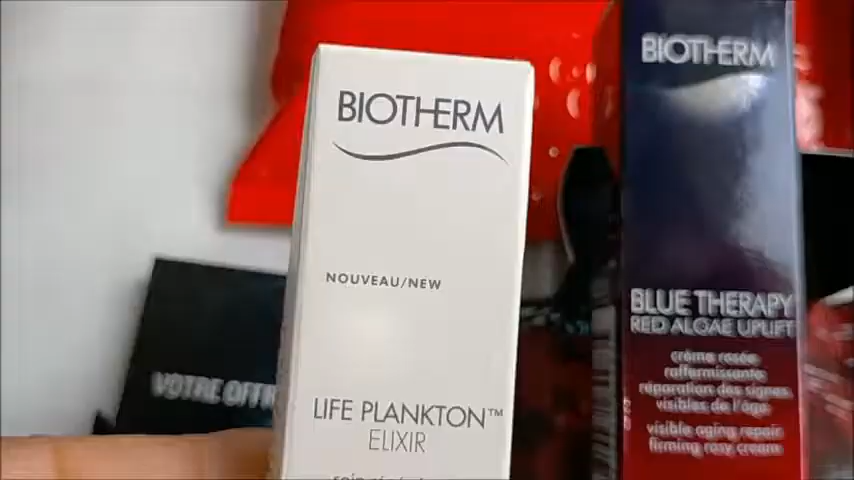 BIOTHERM
NOUVEAU/NEW
LIFE PLANKTON™
ELIXIR
BIOTHERM
BLUE THERAPY
RED ALGAE UPLIFT
crème rosée
raffermissante
réparation des signes
visibles de l'âge
visible aging repair
firming rosy cream
VOTRE OFFR